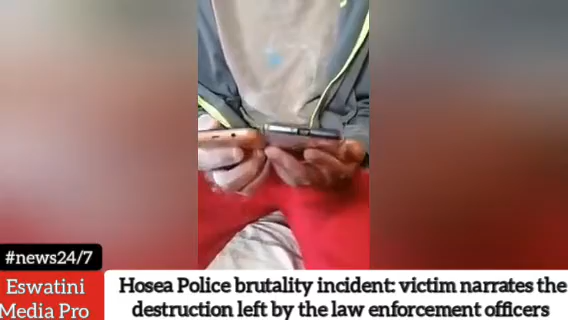 #news24/7
Eswatini
Media Pro
Hosea Police brutality incident: victim narrates the
destruction left by the law enforcement officers